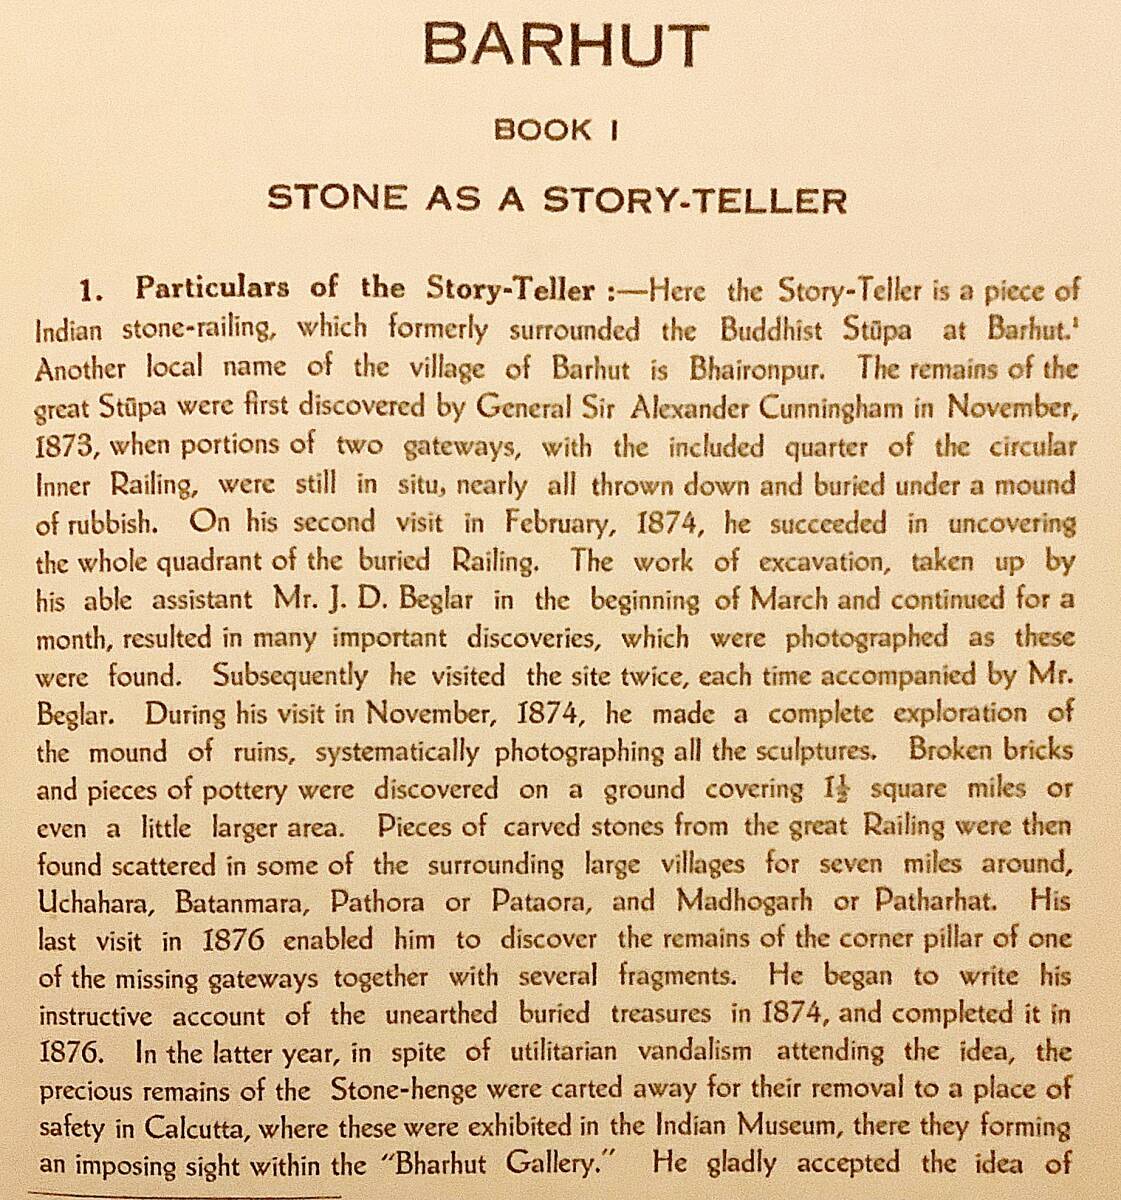 BARHUT
BOOK I
STONE AS A STORY-TELLER
1. Particulars of the Story-Teller :—Here the Story-Teller is a piece of
Indian stone-railing, which formerly surrounded the Buddhist Stūpa at Barhut.¹
Another local name of the village of Barhut is Bhaironpur. The remains of the
great Stūpa were first discovered by General Sir Alexander Cunningham in November,
1873, when portions of two gateways, with the included quarter of the circular
Inner Railing, were still in situ, nearly all thrown down and buried under a mound
of rubbish. On his second visit in February, 1874, he succeeded in uncovering
the whole quadrant of the buried Railing. The work of excavation, taken up by
his able assistant Mr. J. D. Beglar in the beginning of March and continued for a
month, resulted in many important discoveries, which were photographed as these
were found. Subsequently he visited the site twice, each time accompanied by Mr.
Beglar. During his visit in November, 1874, he made a complete exploration of
the mound of ruins, systematically photographing all the sculptures. Broken bricks
and pieces of pottery were discovered on a ground covering 1½ square miles or
even a little larger area. Pieces of carved stones from the great Railing were then
found scattered in some of the surrounding large villages for seven miles around,
Uchahara, Batanmara, Pathora or Pataora, and Madhogarh or Patharhat. His
last visit in 1876 enabled him to discover the remains of the corner pillar of one
of the missing gateways together with several fragments. He began to write his
instructive account of the unearthed buried treasures in 1874, and completed it in
1876. In the latter year, in spite of utilitarian vandalism attending the idea, the
precious remains of the Stone-henge were carted away for their removal to a place of
safety in Calcutta, where these were exhibited in the Indian Museum, there they forming
an imposing sight within the “Bharhut Gallery.” He gladly accepted the idea of